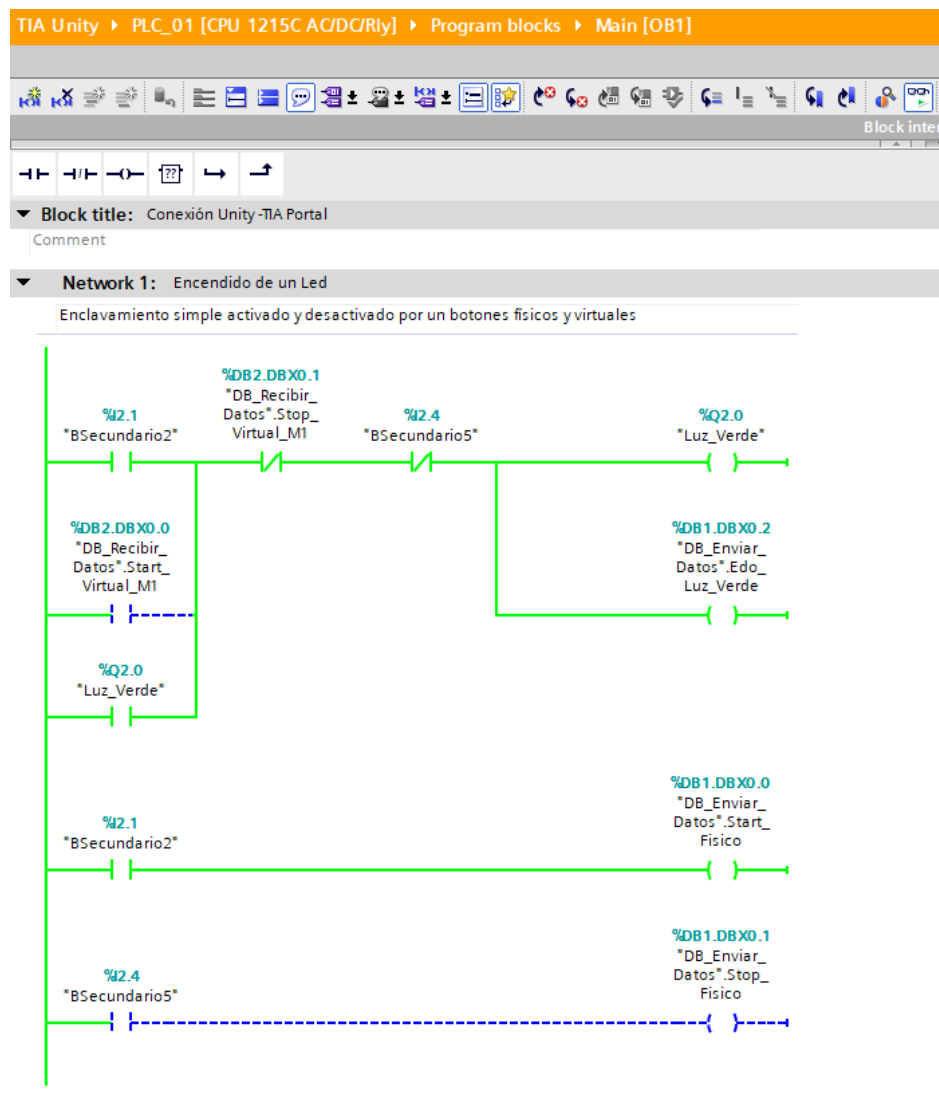 TIA Unity ▸ PLC_01 [CPU 1215C AC/DC/Rly] ▸ Program blocks ▸ Main [OB1]
Block inter
??
Block title: Conexión Unity -TIA Portal
Comment
Network 1: Encendido de un Led
Enclavamiento simple activado y desactivado por un botones físicos y virtuales
%I2.1
"BSecundario2"
%DB2.DBX0.1
"DB_Recibir_
Datos".Stop_
Virtual_M1
%I2.4
"BSecundario5"
%Q2.0
"Luz_Verde"
%DB2.DBX0.0
"DB_Recibir_
Datos".Start_
Virtual_M1
%DB1.DBX0.2
"DB_Enviar_
Datos".Edo_
Luz_Verde
%Q2.0
"Luz_Verde"
%I2.1
"BSecundario2"
%DB1.DBX0.0
"DB_Enviar_
Datos".Start_
Fisico
%I2.4
"BSecundario5"
%DB1.DBX0.1
"DB_Enviar_
Datos".Stop_
Fisico